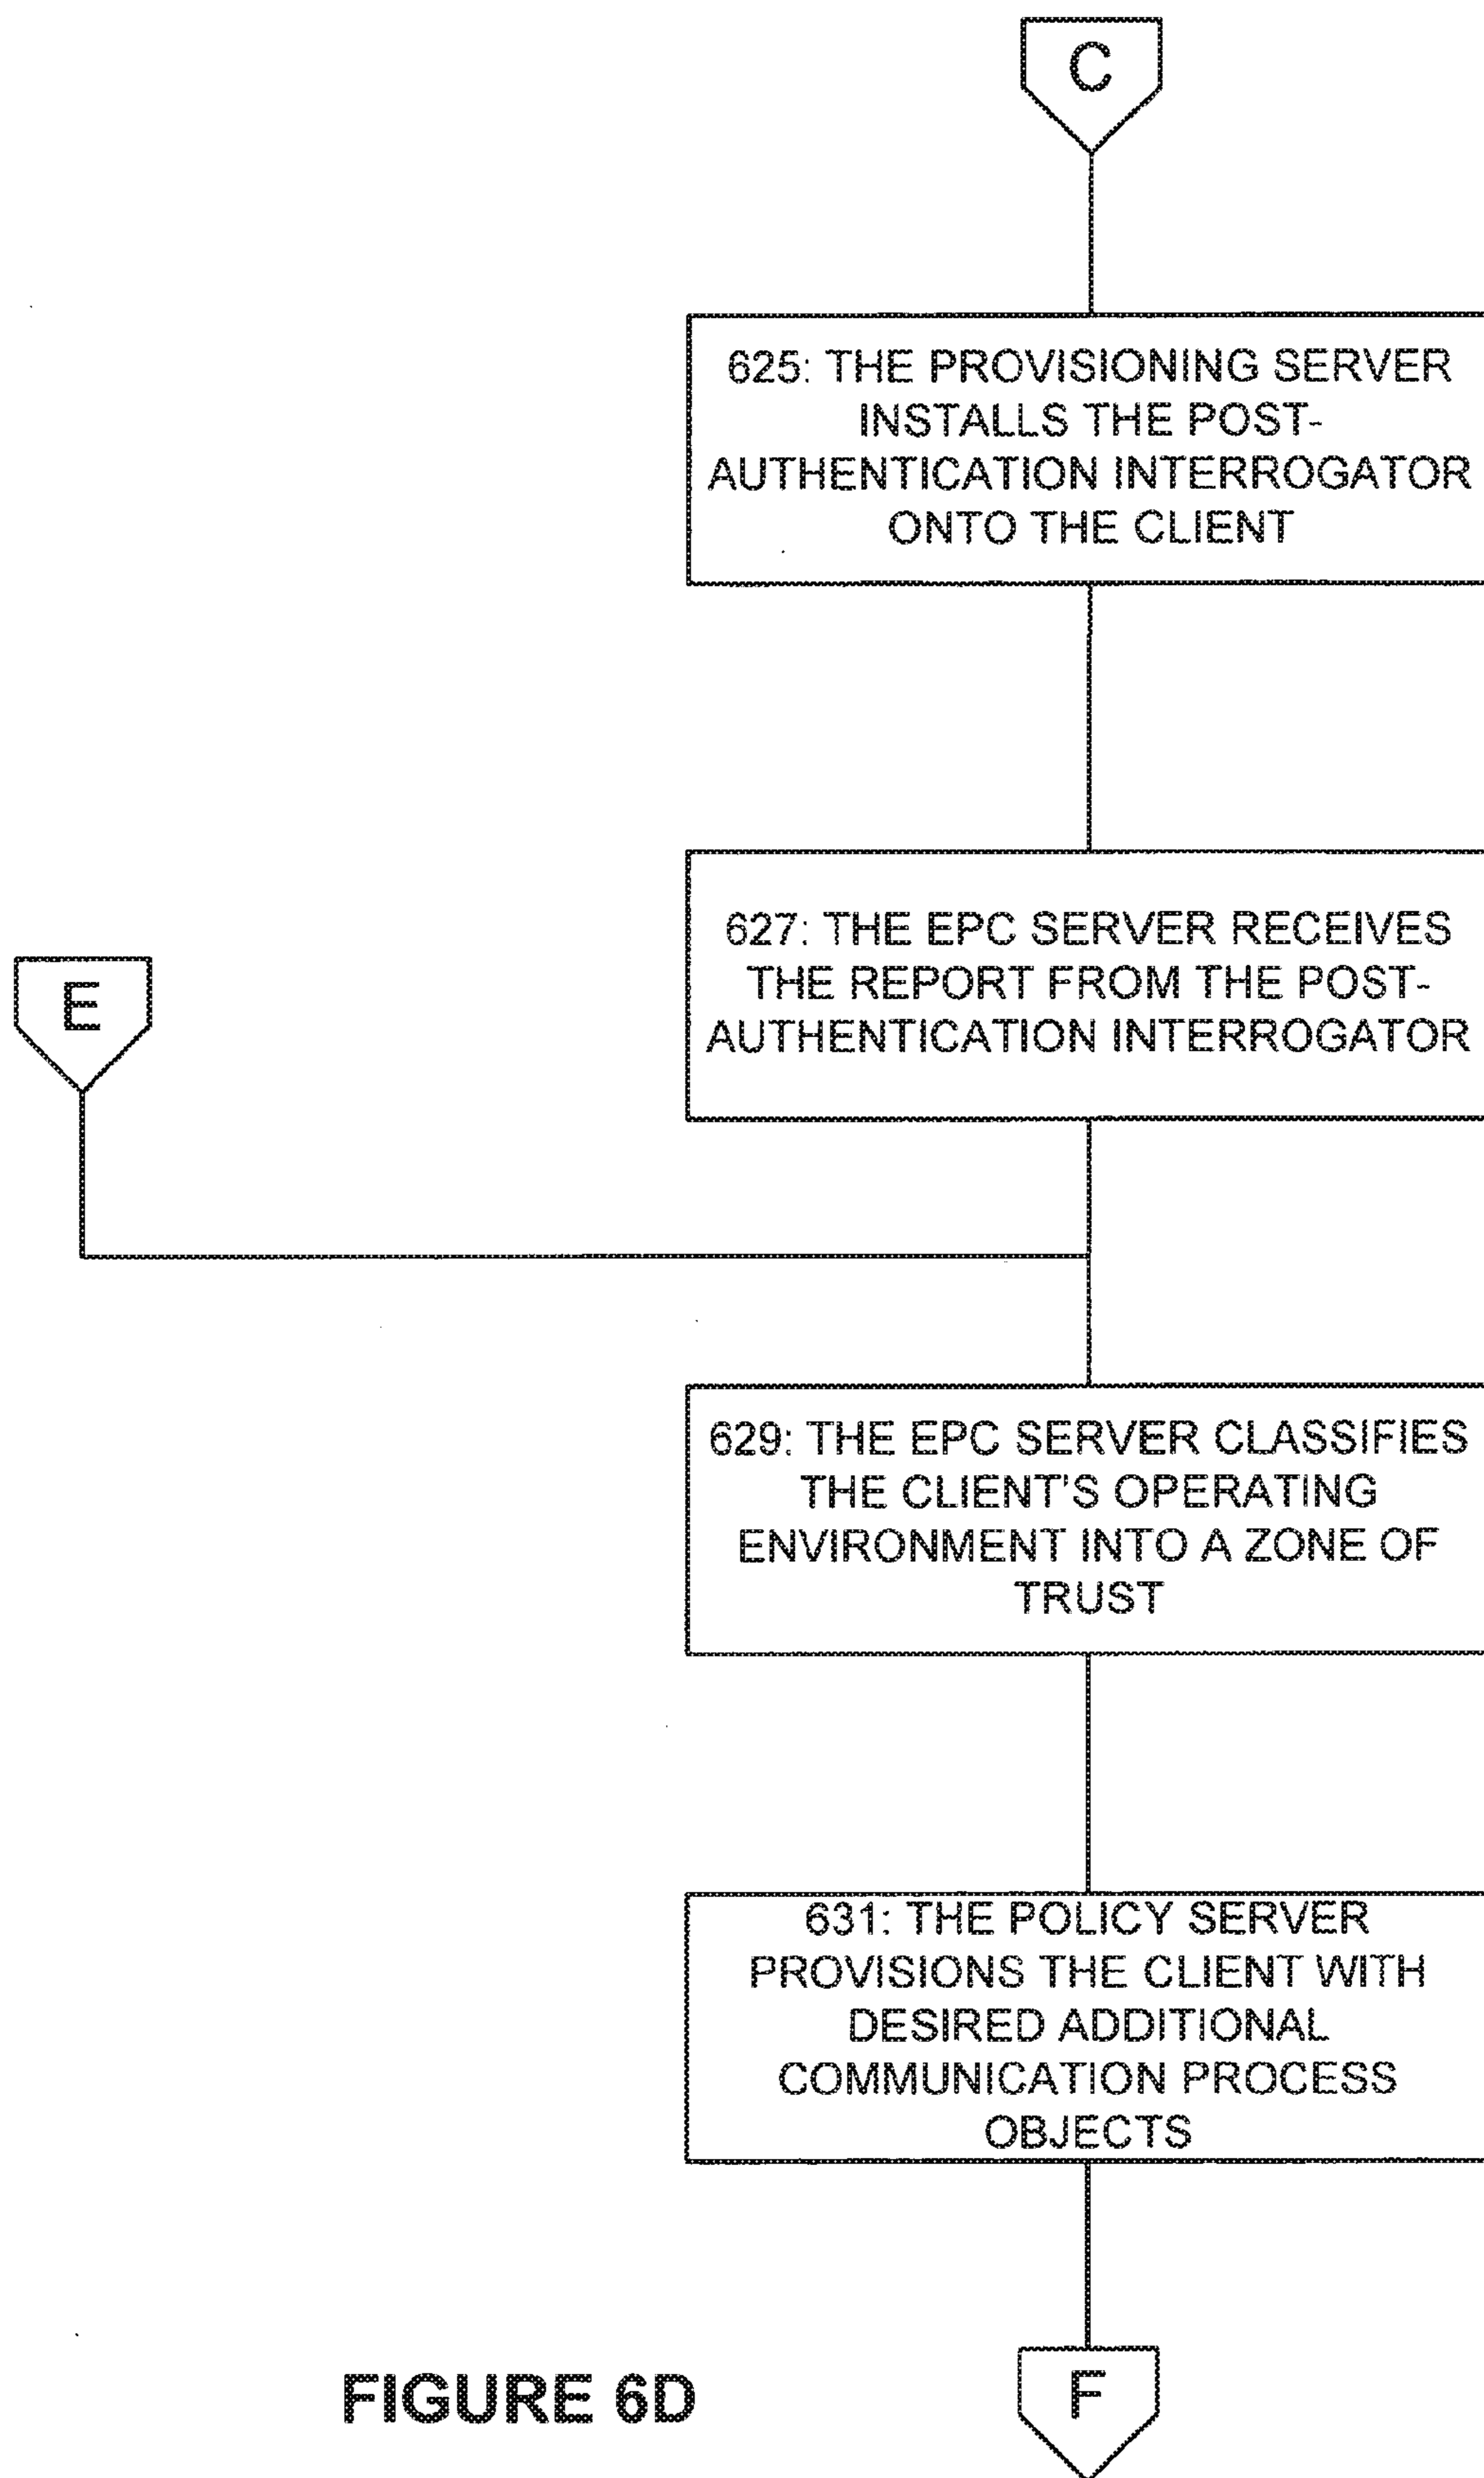 C
625: THE PROVISIONING SERVER
INSTALLS THE POST-
AUTHENTICATION INTERROGATOR
ONTO THE CLIENT
627: THE EPC SERVER RECEIVES
THE REPORT FROM THE POST-
AUTHENTICATION INTERROGATOR
E
629: THE EPC SERVER CLASSIFIES
THE CLIENT'S OPERATING
ENVIRONMENT INTO A ZONE OF
TRUST
631: THE POLICY SERVER
PROVISIONS THE CLIENT WITH
DESIRED ADDITIONAL
COMMUNICATION PROCESS
OBJECTS
F
FIGURE 6D